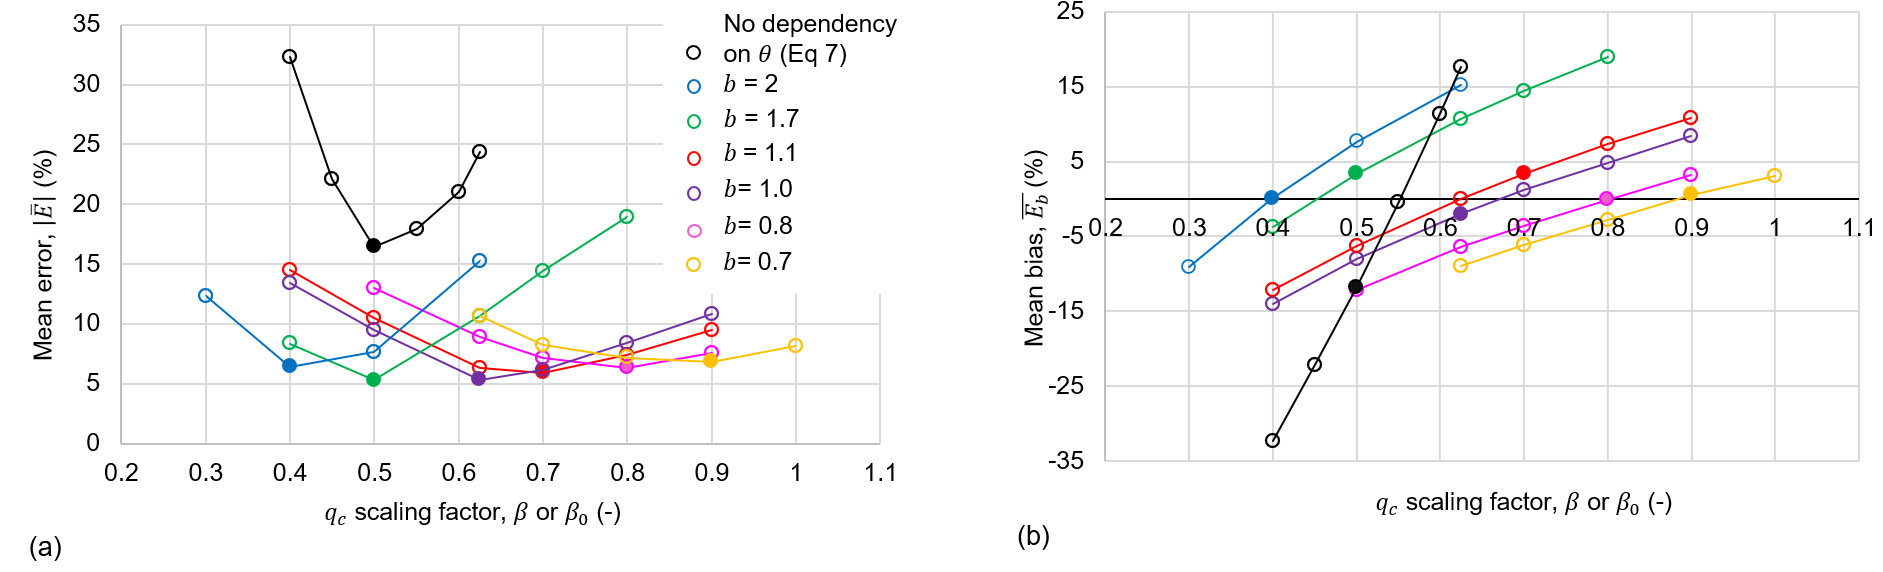 35
30
25
20
15
10
5
0
0.2 0.3 0.4 0.5 0.6 0.7 0.8 0.9 1 1.1
Mean error, |E̅| (%)
q_c scaling factor, β or β₀ (-)
(a)
No dependency
on θ (Eq 7)
b = 2
b = 1.7
b = 1.1
b= 1.0
b= 0.8
b= 0.7
25
15
5
-5
-15
-25
-35
0.2 0.3 0.4 0.5 0.6 0.7 0.8 0.9 1 1.1
Mean bias, E̅_b (%)
q_c scaling factor, β or β₀ (-)
(b)